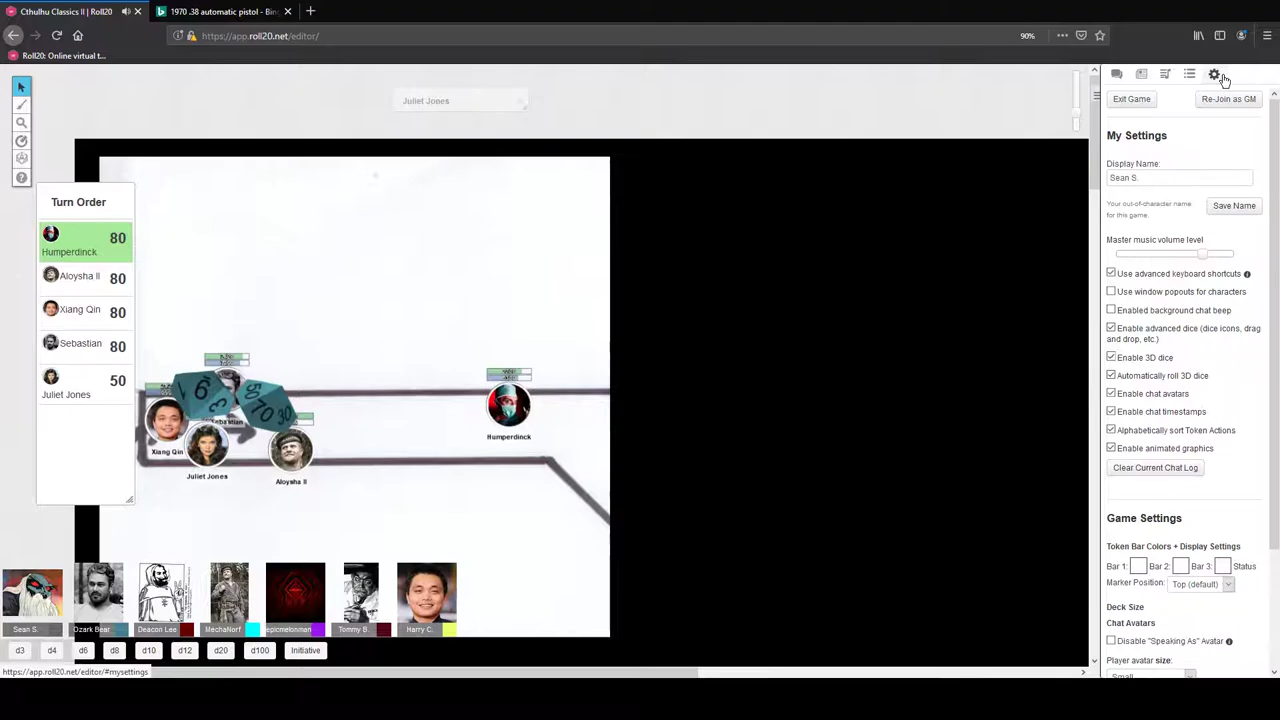 Cthulhu Classics II | Roll20
1970 .38 automatic pistol - Bin
https://app.roll20.net/editor/
90%
Roll20: Online virtual t...
Juliet Jones
Exit Game
Re-Join as GM
My Settings
Display Name:
Sean S.
Your out-of-character name
for this game.
Save Name
Master music volume level
Use advanced keyboard shortcuts
Use window popouts for characters
Enabled background chat beep
Enable advanced dice (dice icons, drag
and drop, etc.)
Enable 3D dice
Automatically roll 3D dice
Enable chat avatars
Enable chat timestamps
Alphabetically sort Token Actions
Enable animated graphics
Clear Current Chat Log
Game Settings
Token Bar Colors + Display Settings
Bar 1: Bar 2: Bar 3: Status
Marker Position: Top (default)
Deck Size
Chat Avatars
Disable "Speaking As" Avatar
Player avatar size:
Small
Turn Order
Humperdinck 80
Aloysha II 80
Xiang Qin 80
Sebastian 80
Juliet Jones 50
6
3
50
70
30
Sebastian
Xiang Qin
Juliet Jones
Aloysha II
Humperdinck
Sean S. Ozark Bear Deacon Lee MechaNorf epicmelonman Tommy B. Harry C.
d3 d4 d6 d8 d10 d12 d20 d100 Initiative
https://app.roll20.net/editor/#mysettings